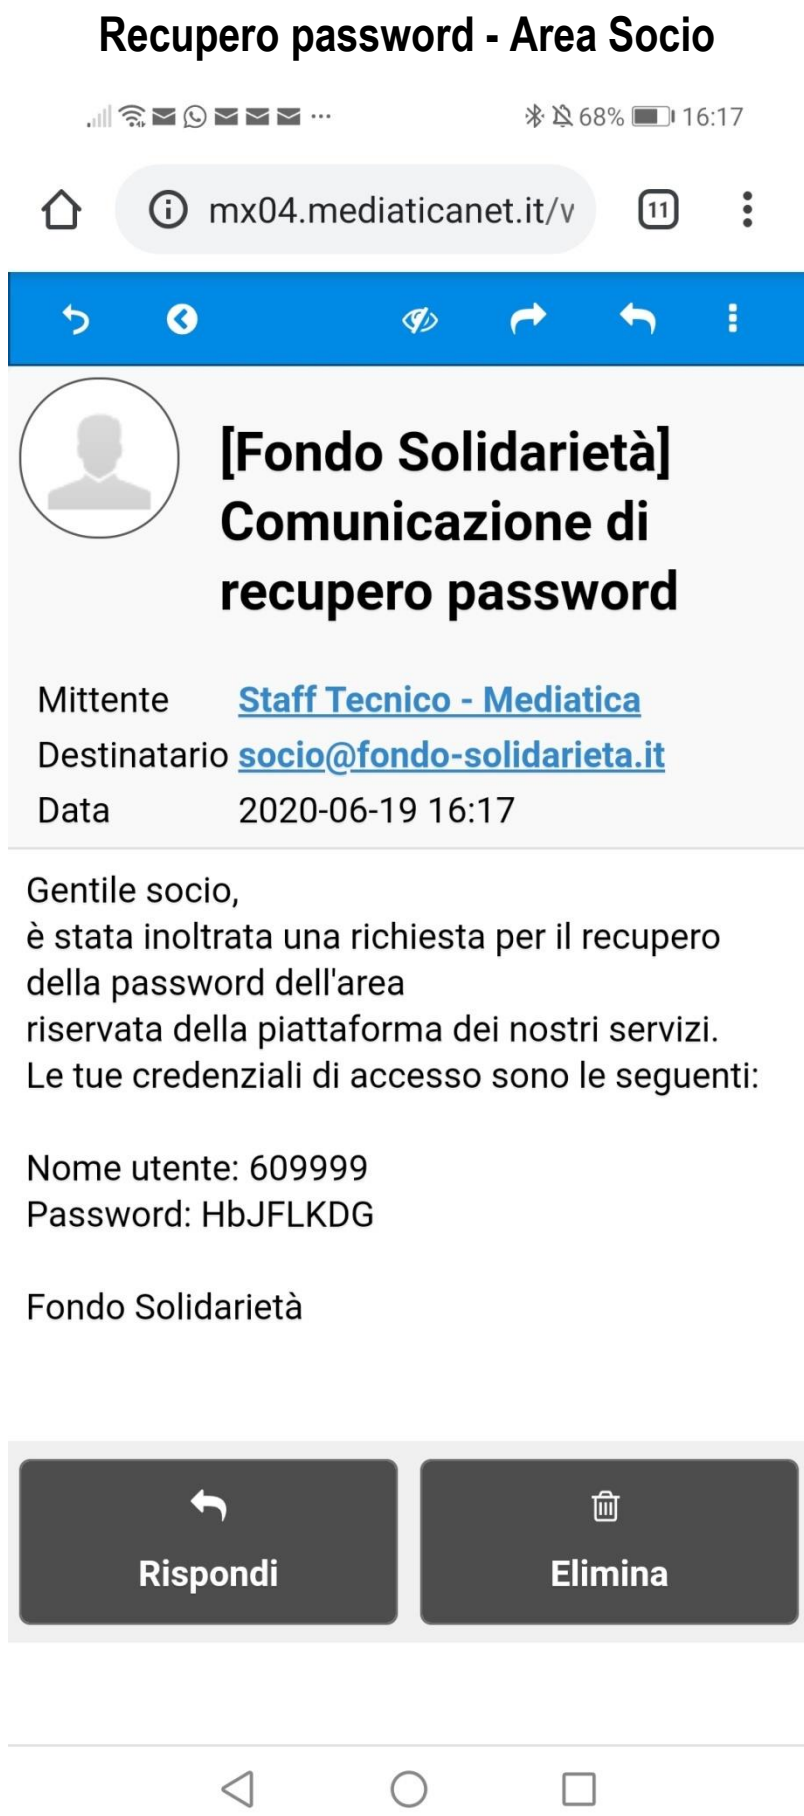 Recupero password - Area Socio
68% 16:17
mx04.mediaticanet.it/v
11
[Fondo Solidarietà]
Comunicazione di
recupero password
Mittente Staff Tecnico - Mediatica
Destinatario socio@fondo-solidarieta.it
Data 2020-06-19 16:17
Gentile socio,
è stata inoltrata una richiesta per il recupero
della password dell'area
riservata della piattaforma dei nostri servizi.
Le tue credenziali di accesso sono le seguenti:
Nome utente: 609999
Password: HbJFLKDG
Fondo Solidarietà
Rispondi Elimina